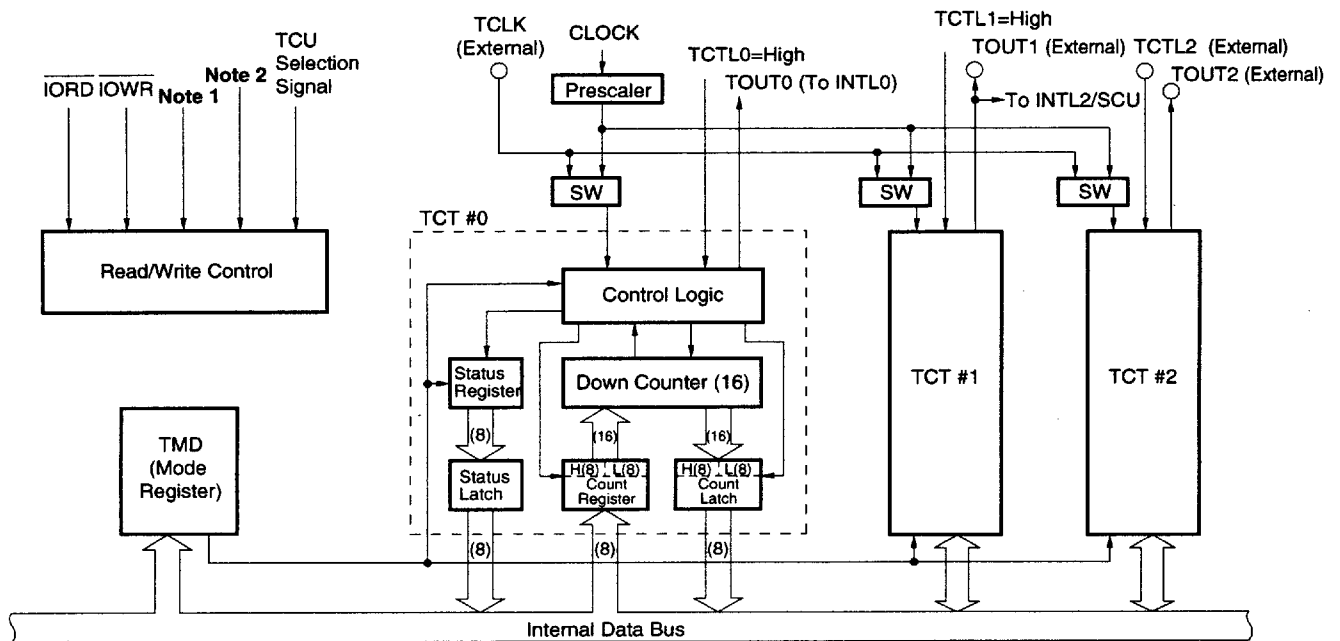 TCU
Selection
Signal
IORD IOWR
Note 1
Note 2
TCLK
(External)
CLOCK
Prescaler
TCTL0=High
TOUT0 (To INTL0)
TCTL1=High
TOUT1 (External)
TCTL2 (External)
TOUT2 (External)
To INTL2/SCU
SW
SW
SW
TCT #0
Read/Write Control
Control Logic
Status
Register
Down Counter (16)
TCT #1
TCT #2
TMD
(Mode
Register)
(8)
(16)
(16)
Status
Latch
H(8) L(8)
Count
Register
H(8) L(8)
Count
Latch
(8)
(8)
(8)
Internal Data Bus